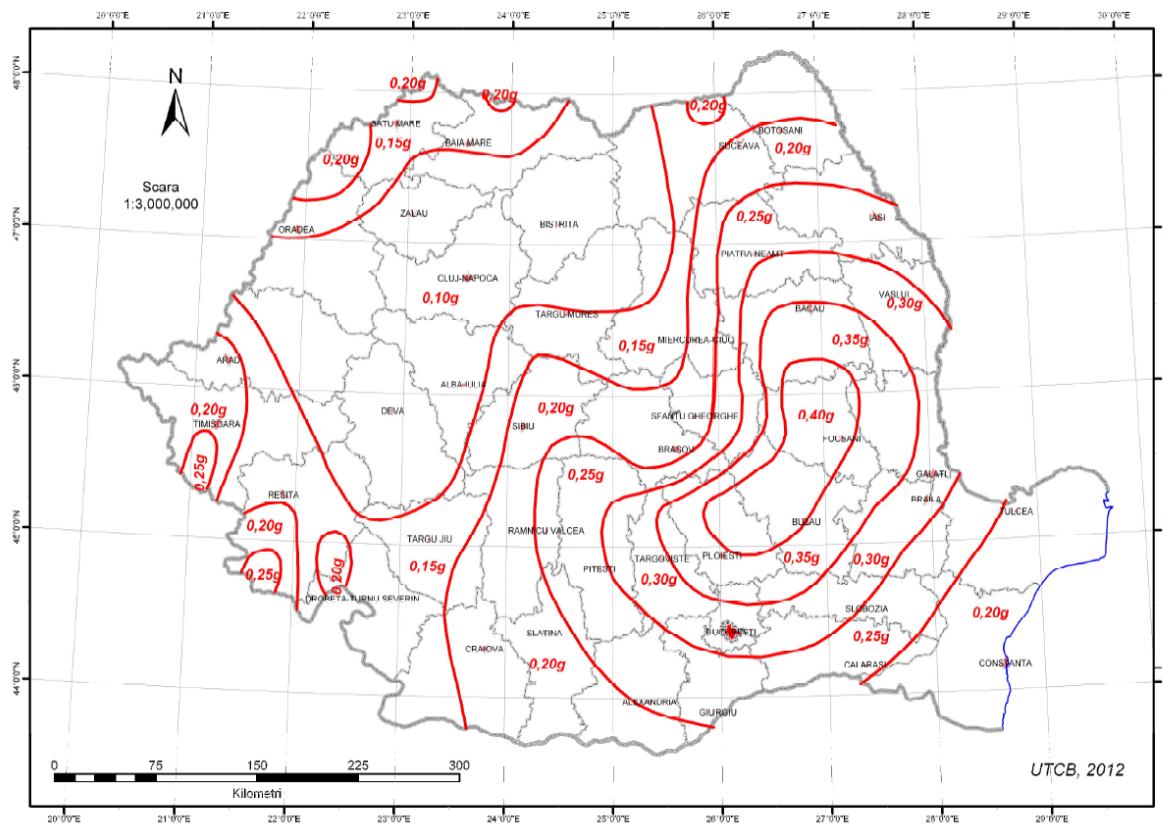 20°0'0"E 21°0'0"E 22°0'0"E 23°0'0"E 24°0'0"E 25°0'0"E 26°0'0"E 27°0'0"E 28°0'0"E 29°0'0"E 30°0'0"E
48°0'0"N
N
0,20g
0,20g
0,20g
SATU MARE
0,15g
BAIA MARE
BOTOSANI
SUCEAVA
0,20g
0,20g
Scara
1:3,000,000
ZALAU
0,25g
IASI
47°0'0"N
ORADEA
BISTRITA
PIATRA NEAMT
CLUJ-NAPOCA
0,10g
VASLUI
0,30g
TARGU-MURES
BACAU
0,15g
MIERCUREA-CIUC
0,35g
ARAD
ALBA-IULIA
DEVA
0,20g
0,20g
TIMISOARA
SIBIU
SFANTU GHEORGHE
0,40g
FOCSANI
BRASOV
0,25g
0,25g
GALATI
RESITA
BRAILA
TULCEA
0,20g
RAMNICU VALCEA
BUZAU
TARGU JIU
0,15g
PITESTI
TARGOVISTE
PLOIESTI
0,35g
0,30g
0,25g
0,20g
0,30g
DROBETA-TURNU SEVERIN
SLOBOZIA
0,20g
SLATINA
BUCURESTI
0,25g
CRAIOVA
0,20g
CALARASI
CONSTANTA
44°0'0"N
ALEXANDRIA
GIURGIU
0 75 150 225 300
Kilometri
UTCB, 2012
20°0'0"E 21°0'0"E 22°0'0"E 23°0'0"E 24°0'0"E 25°0'0"E 26°0'0"E 27°0'0"E 28°0'0"E 29°0'0"E